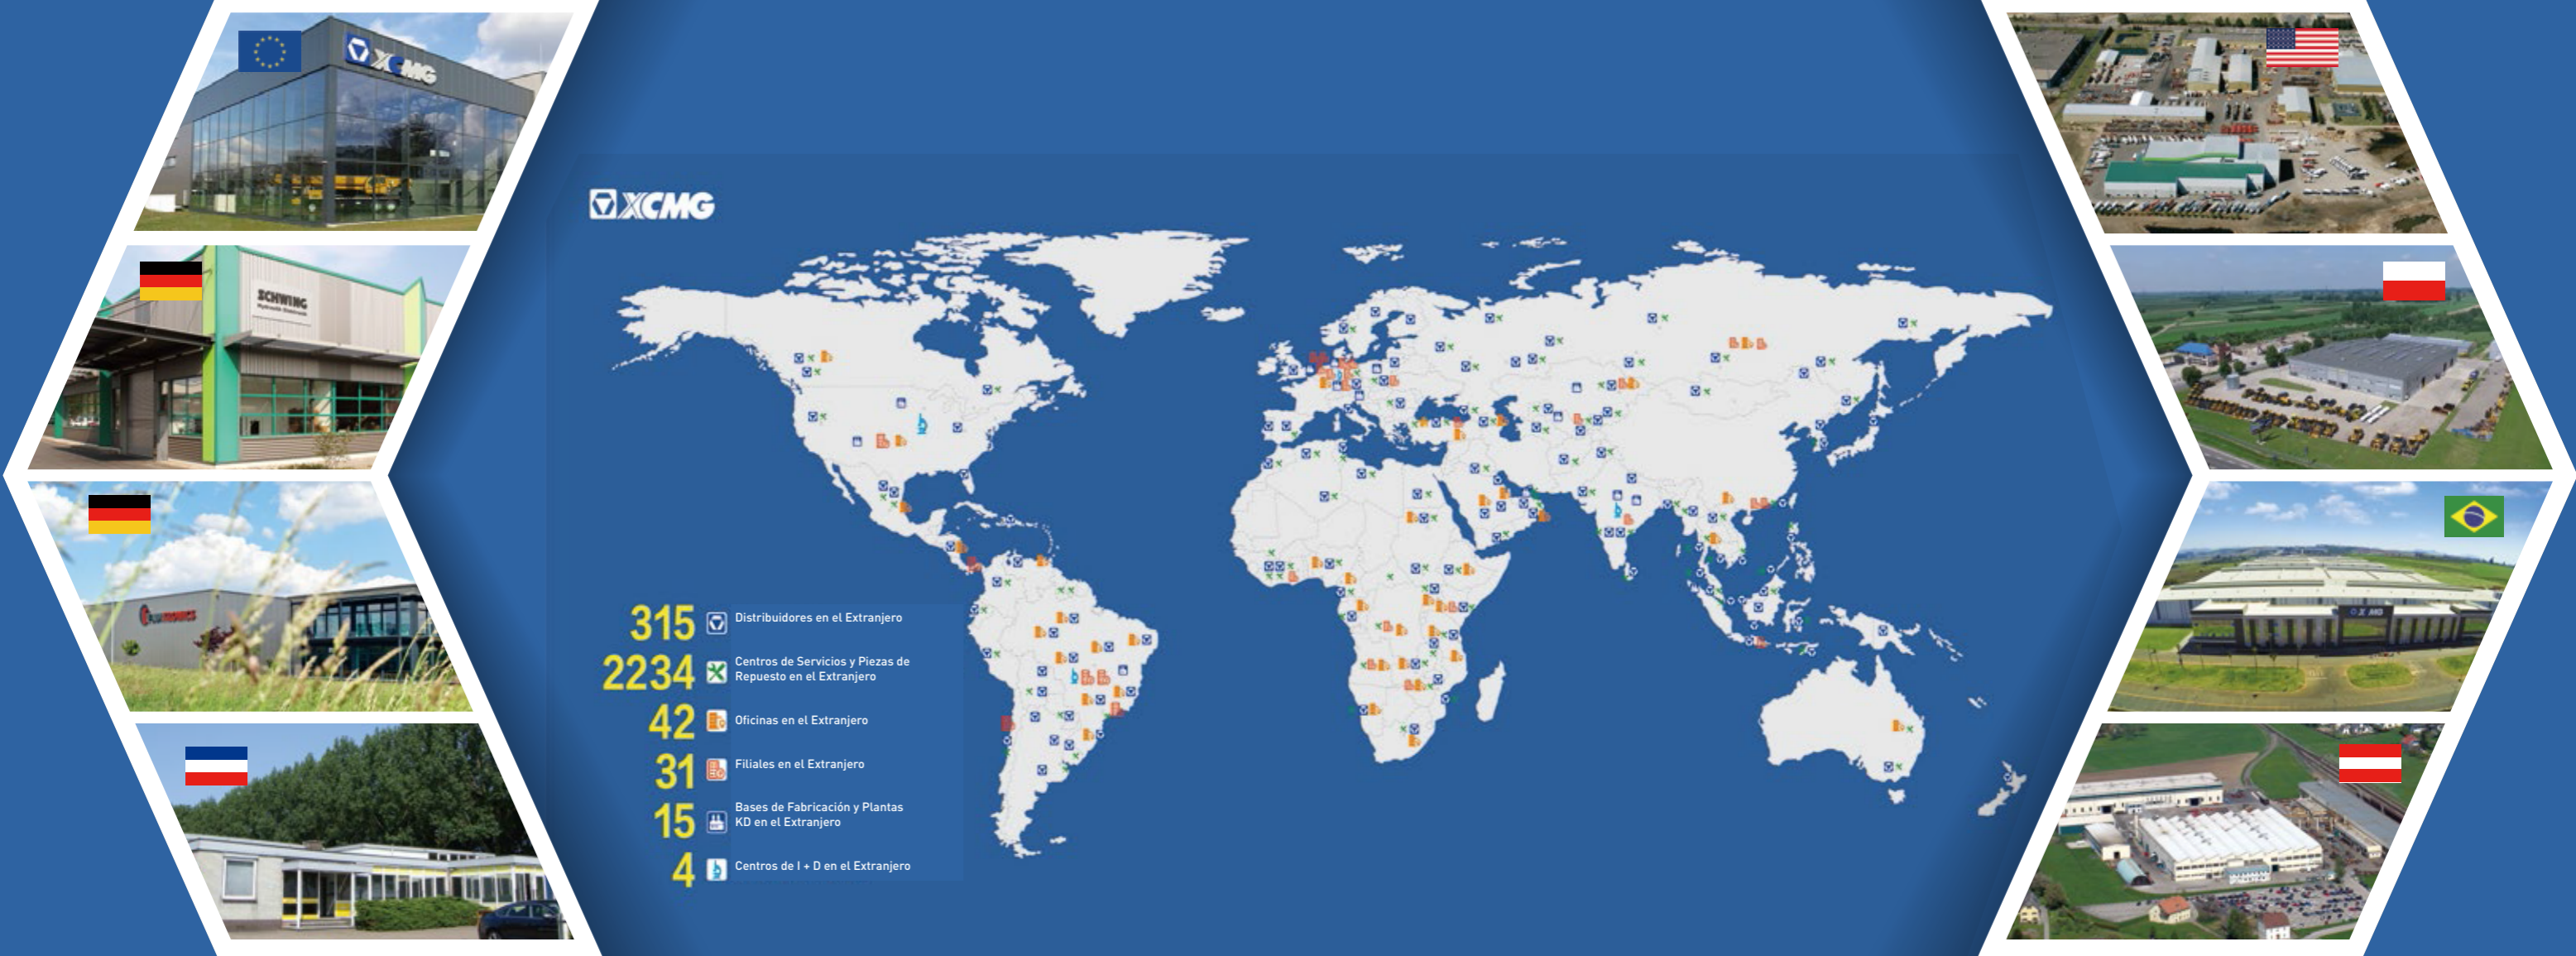 XCMG
SCHWING
XCMG
315
Distribuidores en el Extranjero
2234
Centros de Servicios y Piezas de
Repuesto en el Extranjero
42
Oficinas en el Extranjero
31
Filiales en el Extranjero
15
Bases de Fabricación y Plantas
KD en el Extranjero
4
Centros de I + D en el Extranjero